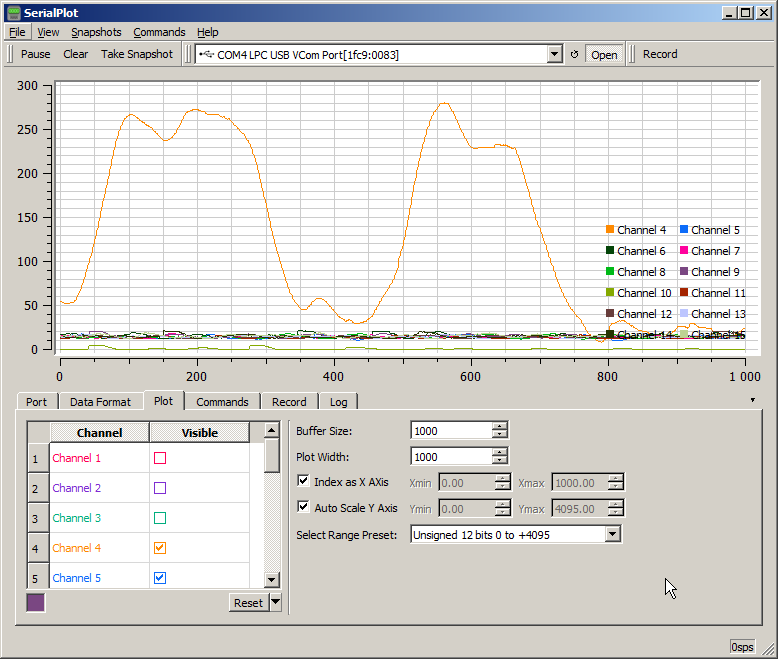 SerialPlot
File View Snapshots Commands Help
Pause Clear Take Snapshot COM4 LPC USB VCom Port[1fc9:0083] Open Record
300
250
200
150
100
50
0
Channel 4 Channel 5
Channel 6 Channel 7
Channel 8 Channel 9
Channel 10 Channel 11
Channel 12 Channel 13
Channel 14 Channel 15
0 200 400 600 800 1 000
Port Data Format Plot Commands Record Log
Channel Visible
1 Channel 1
2 Channel 2
3 Channel 3
4 Channel 4
5 Channel 5
Reset
Buffer Size: 1000
Plot Width: 1000
Index as X AXis Xmin 0.00 Xmax 1000.00
Auto Scale Y Axis Ymin 0.00 Ymax 4095.00
Select Range Preset: Unsigned 12 bits 0 to +4095
0sps